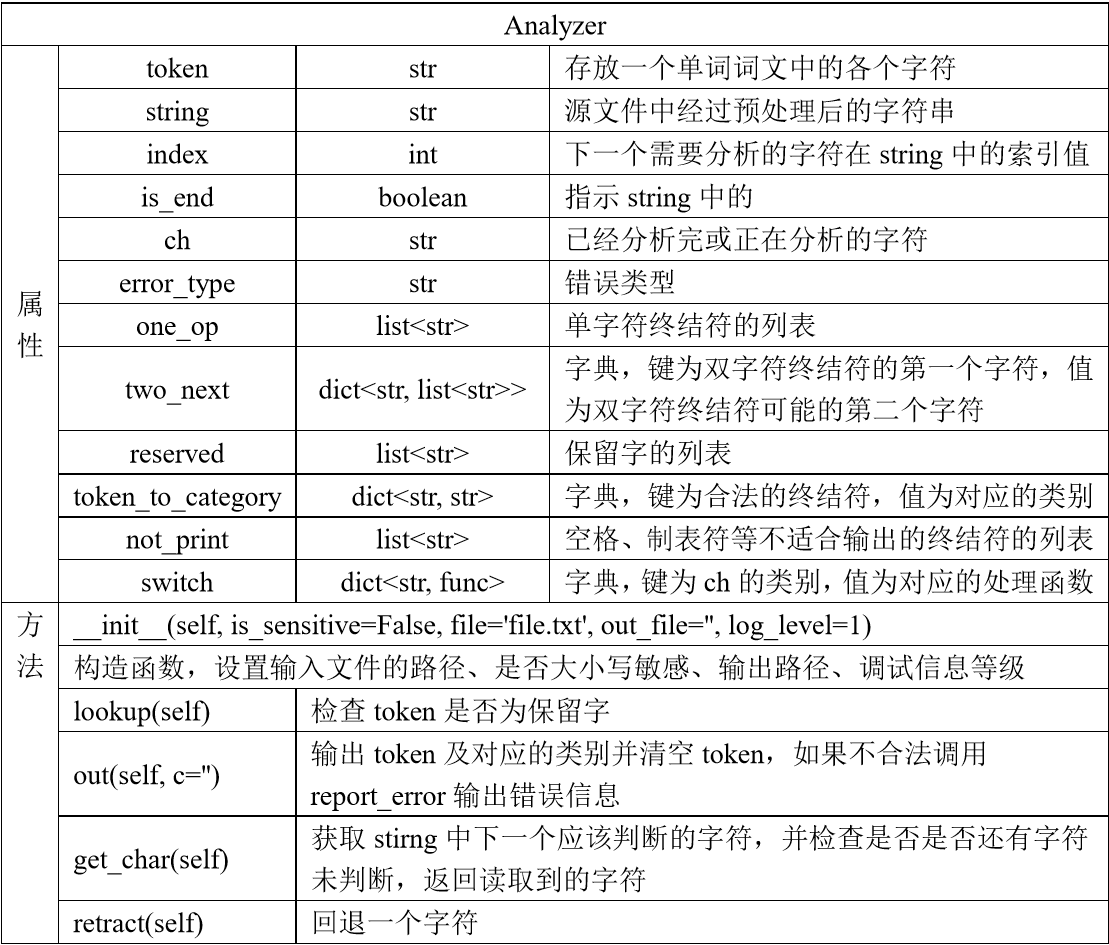 Analyzer
属性
token str 存放一个单词词文中的各个字符
string str 源文件中经过预处理后的字符串
index int 下一个需要分析的字符在 string 中的索引值
is_end boolean 指示 string 中的
ch str 已经分析完或正在分析的字符
error_type str 错误类型
one_op list<str> 单字符终结符的列表
two_next dict<str, list<str>> 字典，键为双字符终结符的第一个字符，值
为双字符终结符可能的第二个字符
reserved list<str> 保留字的列表
token_to_category dict<str, str> 字典，键为合法的终结符，值为对应的类别
not_print list<str> 空格、制表符等不适合输出的终结符的列表
switch dict<str, func> 字典，键为 ch 的类别，值为对应的处理函数
方法
__init__(self, is_sensitive=False, file='file.txt', out_file='', log_level=1)
构造函数，设置输入文件的路径、是否大小写敏感、输出路径、调试信息等级
lookup(self) 检查 token 是否为保留字
out(self, c='') 输出 token 及对应的类别并清空 token，如果不合法调用
report_error 输出错误信息
get_char(self) 获取 stirng 中下一个应该判断的字符，并检查是否是否还有字符
未判断，返回读取到的字符
retract(self) 回退一个字符